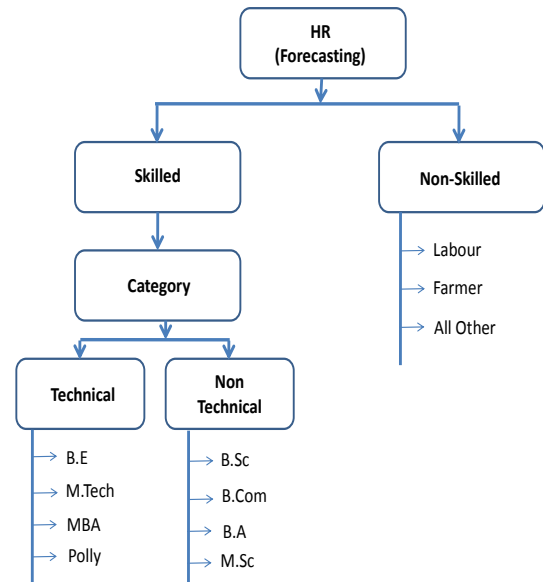 HR
(Forecasting)
Skilled
Non-Skilled
Labour
Farmer
All Other
Category
Technical
Non
Technical
B.E
M.Tech
MBA
Polly
B.Sc
B.Com
B.A
M.Sc